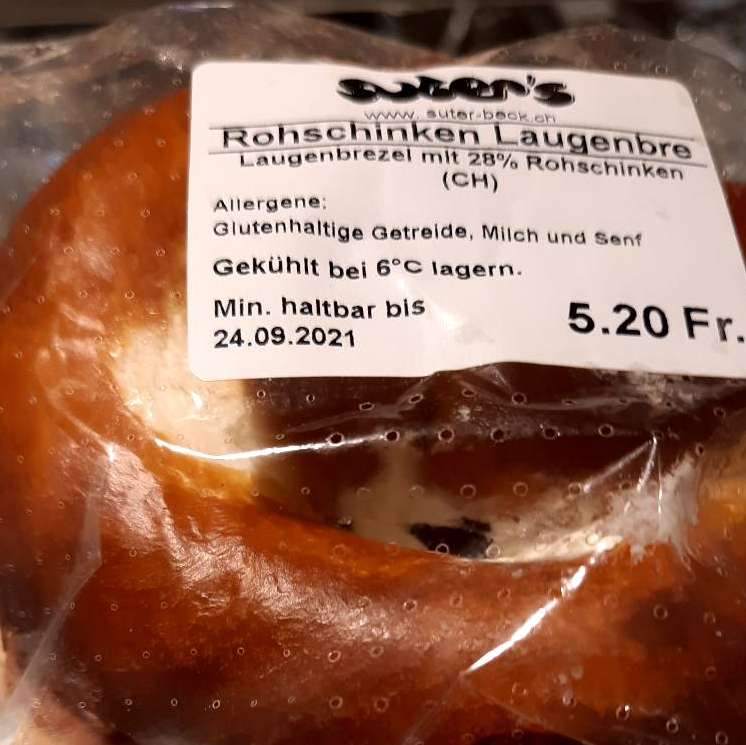 suter's
www.suter-beck.ch
Rohschinken Laugenbre
Laugenbrezel mit 28% Rohschinken
(CH)
Allergene:
Glutenhaltige Getreide, Milch und Senf
Gekühlt bei 6°C lagern.
Min. haltbar bis
24.09.2021
5.20 Fr.